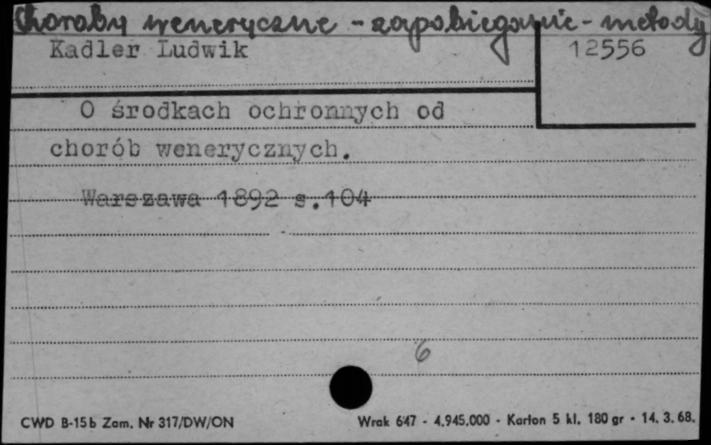 Choroby weneryczne - zapobieganie - metody
Kadler Ludwik 12556
O środkach ochronnych od
chorób wenerycznych.
Warszawa 1892 s.104
6
CWD B-15b Zam. Nr 317/DW/ON Wrak 647 - 4.945.000 - Karton 5 kl. 180 gr - 14. 3. 68.